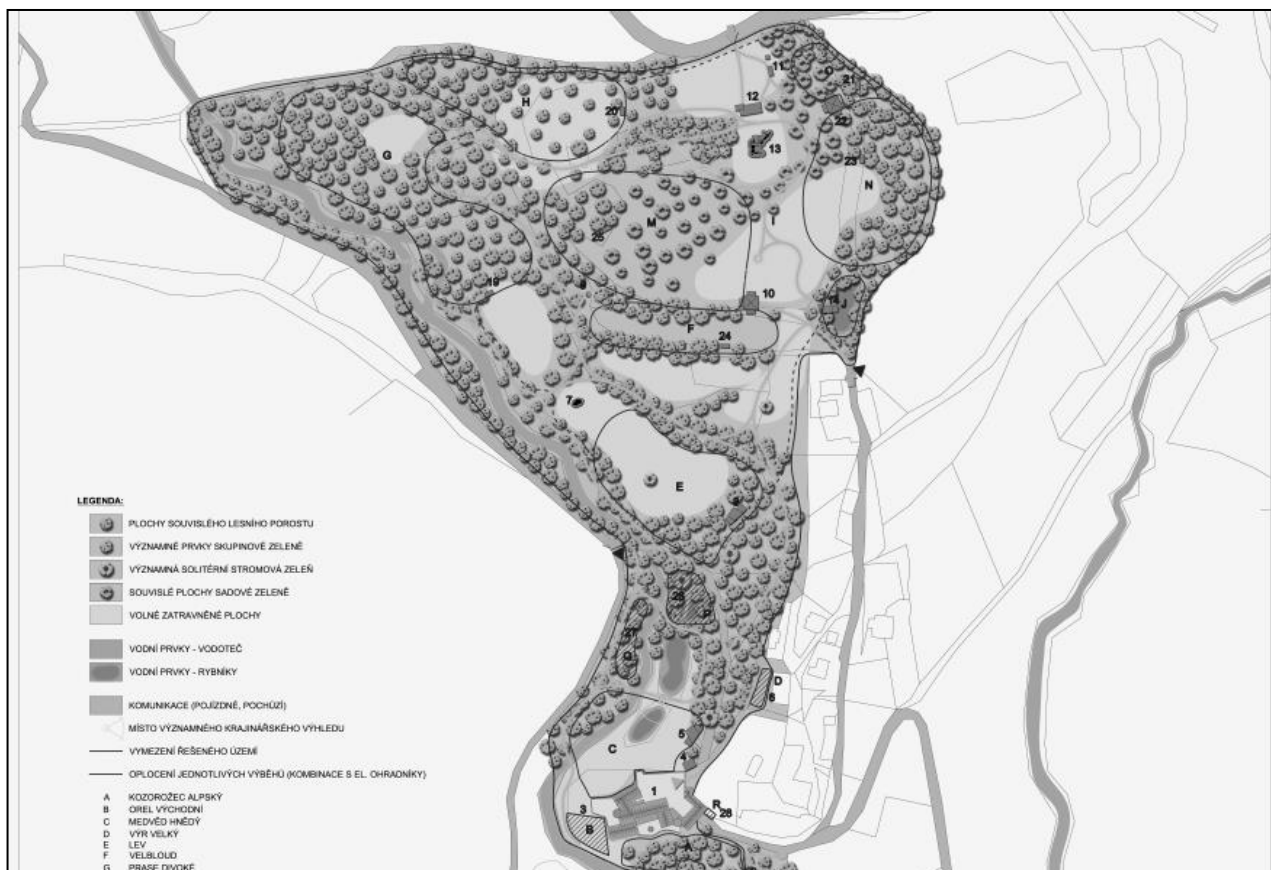 11
O
21
12
H
20
22
13
23
G
N
M
I
25
10
J
F
24
7
E
P
Q
D
6
5
C
4
1
3
R
28
B
A
LEGENDA:
PLOCHY SOUVISLÉHO LESNÍHO POROSTU
VÝZNAMNÉ PRVKY SKUPINOVÉ ZELENĚ
VÝZNAMNÁ SOLITÉRNÍ STROMOVÁ ZELEŇ
SOUVISLÉ PLOCHY SADOVÉ ZELENĚ
VOLNÉ ZATRAVNĚNÉ PLOCHY
VODNÍ PRVKY - VODOTEČ
VODNÍ PRVKY - RYBNÍKY
KOMUNIKACE (POJÍZDNÉ, POCHŮZÍ)
MÍSTO VÝZNAMNÉHO KRAJINÁŘSKÉHO VÝHLEDU
VYMEZENÍ ŘEŠENÉHO ÚZEMÍ
OPLOCENÍ JEDNOTLIVÝCH VÝBĚHŮ (KOMBINACE S EL. OHRADNÍKY)
A KOZOROŽEC ALPSKÝ
B OREL VÝCHODNÍ
C MEDVĚD HNĚDÝ
D VÝR VELKÝ
E LEV
F VELBLOUD
G PRASE DIVOKÉ